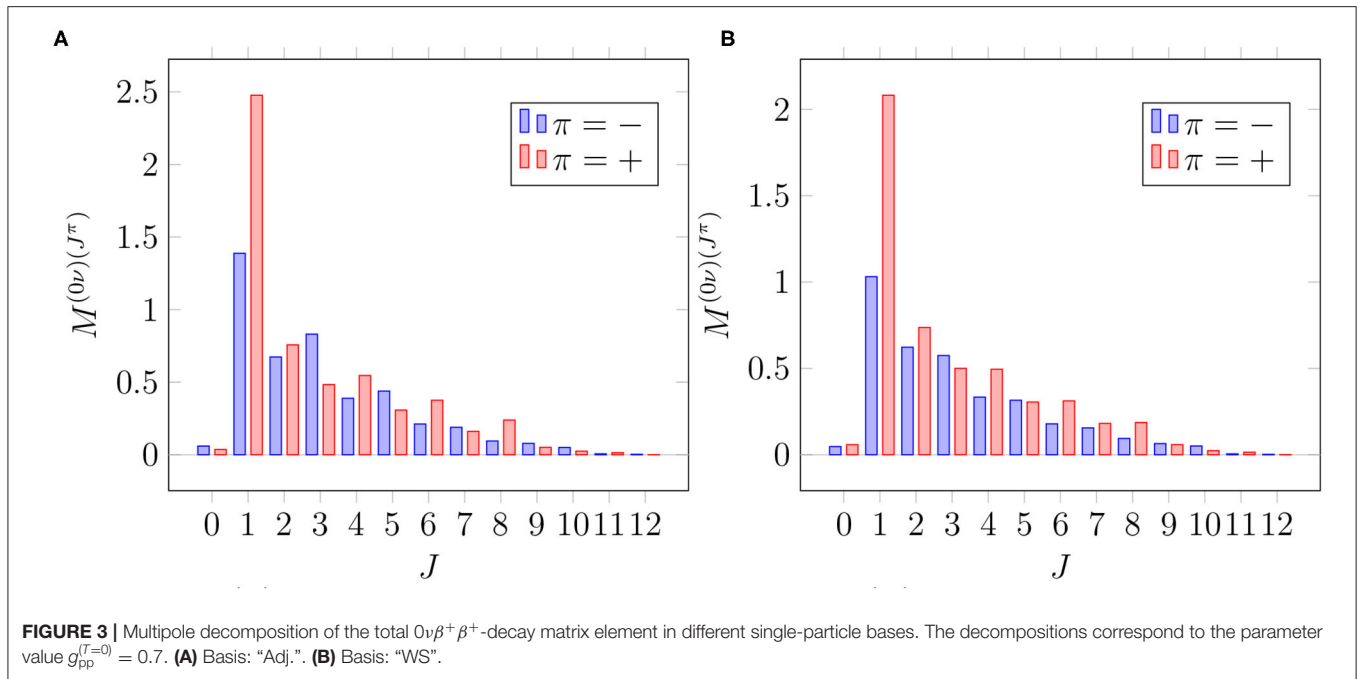 A
B
2.5
2
1.5
1
0.5
0
M^{(0ν)}(J^π)
π = −
π = +
0 1 2 3 4 5 6 7 8 9 10 11 12
J
2
1.5
1
0.5
0
M^{(0ν)}(J^π)
π = −
π = +
0 1 2 3 4 5 6 7 8 9 10 11 12
J
FIGURE 3 | Multipole decomposition of the total 0νβ⁺β⁺-decay matrix element in different single-particle bases. The decompositions correspond to the parameter
value g_{pp}^{(T=0)} = 0.7. (A) Basis: “Adj.”. (B) Basis: “WS”.